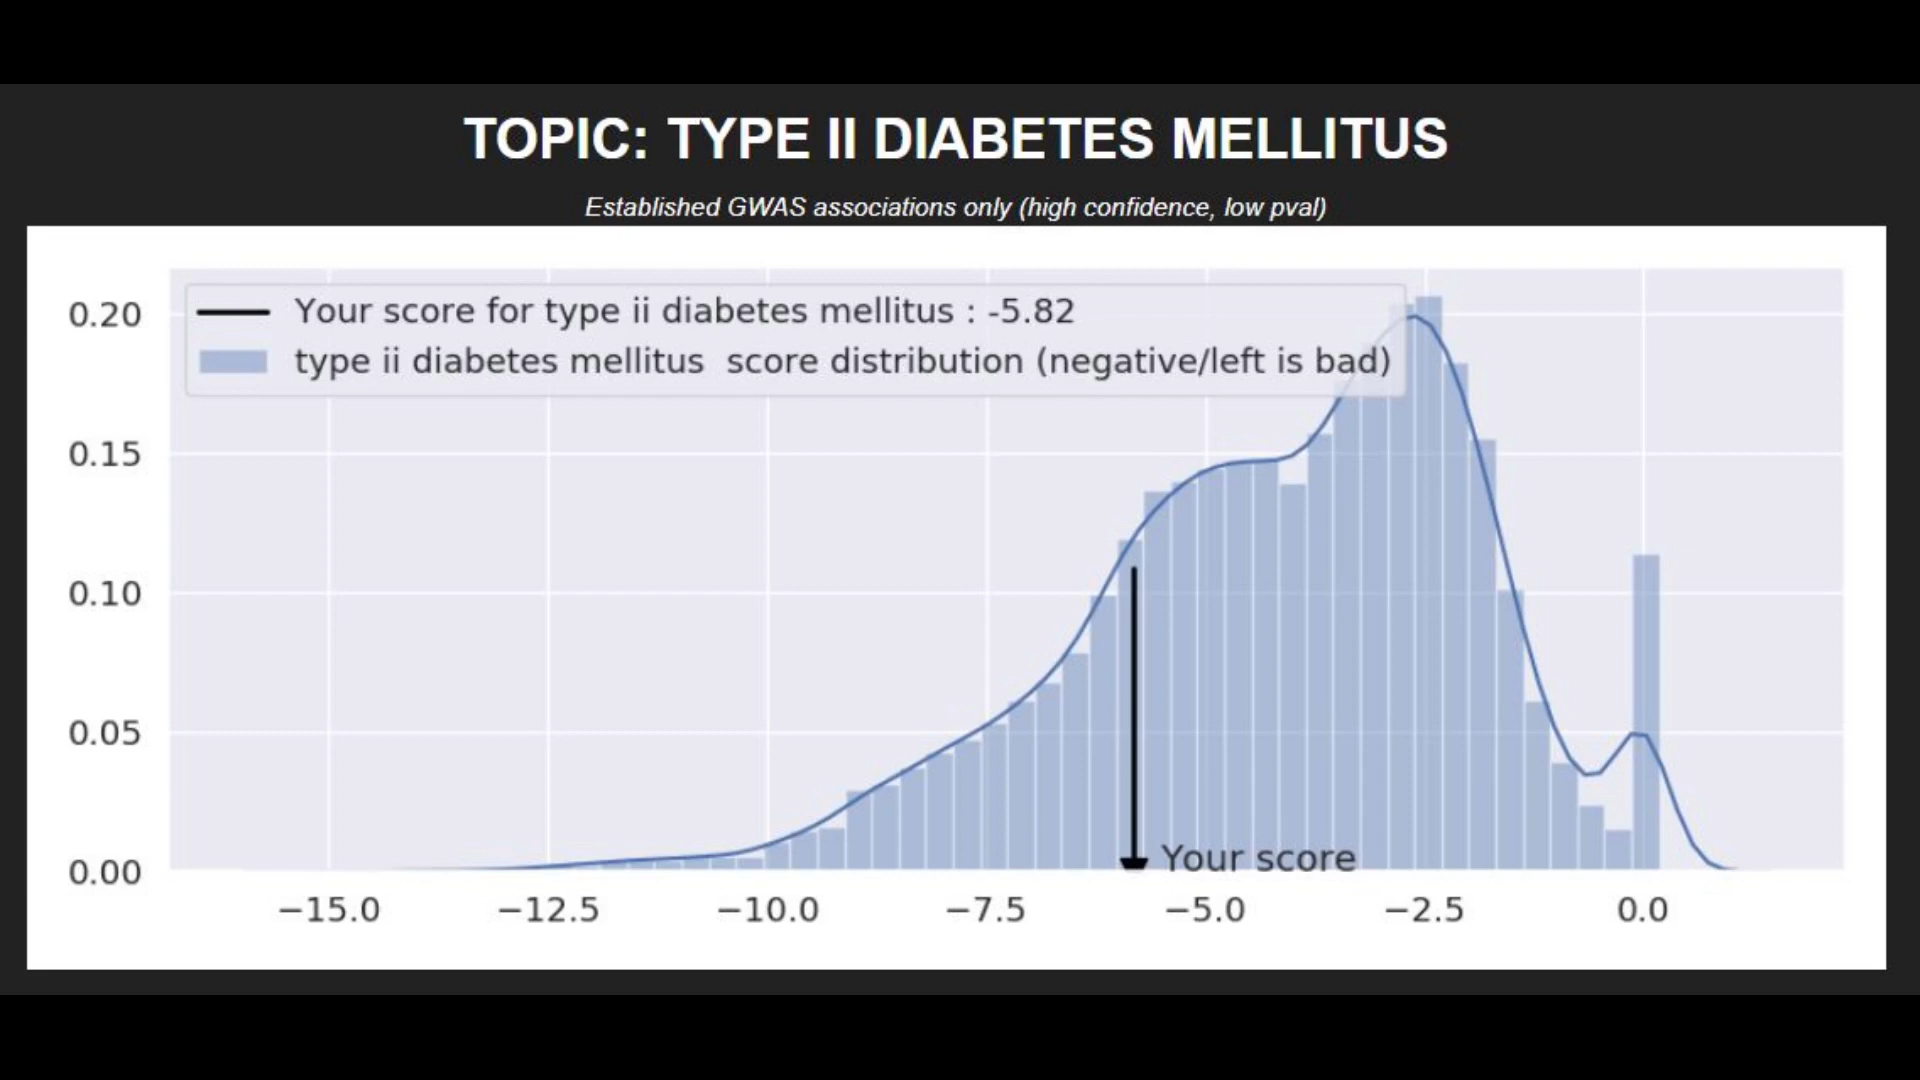 TOPIC: TYPE II DIABETES MELLITUS
Established GWAS associations only (high confidence, low pval)
Your score for type ii diabetes mellitus : -5.82
type ii diabetes mellitus  score distribution (negative/left is bad)
0.20
0.15
0.10
0.05
0.00
Your score
−15.0 −12.5 −10.0 −7.5 −5.0 −2.5 0.0